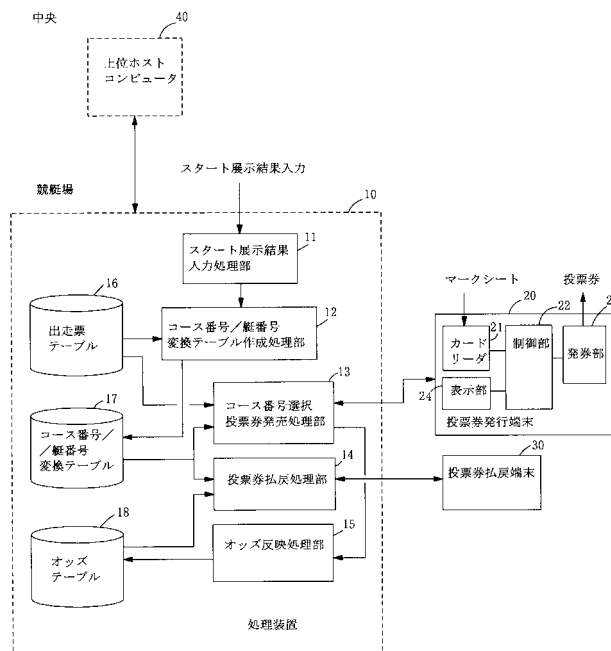 中央
40
上位ホスト
コンピュータ
スタート展示結果入力
競艇場
10
11
スタート展示結果
入力処理部
16
出走票
テーブル
12
コース番号/艇番号
変換テーブル作成処理部
マークシート
投票券
20
21
カード
リーダ
22
制御部
発券部
24
表示部
投票券発行端末
13
コース番号選択
投票券発売処理部
17
コース番号/
/艇番号
変換テーブル
14
投票券払戻処理部
30
投票券払戻端末
18
オッズ
テーブル
15
オッズ反映処理部
処理装置